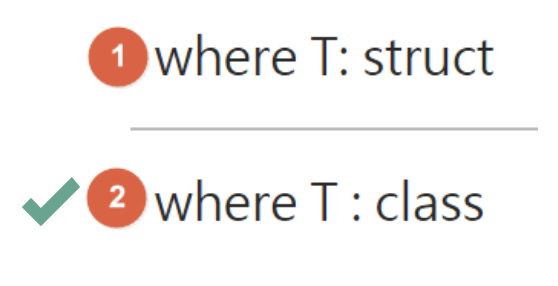 1 where T: struct
2 where T : class